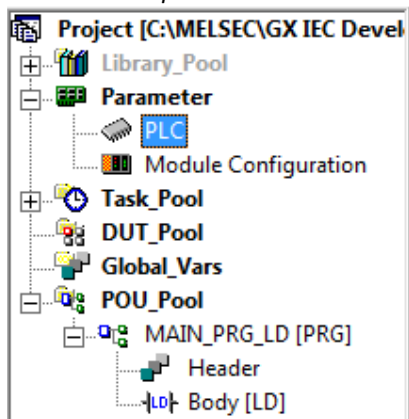 Project [C:\MELSEC\GX IEC Devel
Library_Pool
Parameter
PLC
Module Configuration
Task_Pool
DUT_Pool
Global_Vars
POU_Pool
MAIN_PRG_LD [PRG]
Header
LD Body [LD]